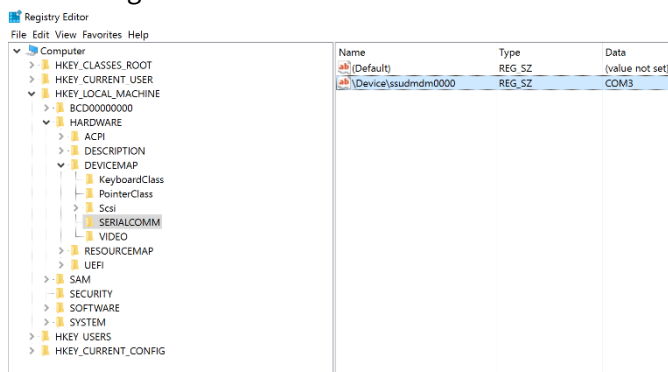 Registry Editor
File Edit View Favorites Help
Computer
HKEY_CLASSES_ROOT
HKEY_CURRENT_USER
HKEY_LOCAL_MACHINE
BCD00000000
HARDWARE
ACPI
DESCRIPTION
DEVICEMAP
KeyboardClass
PointerClass
Scsi
SERIALCOMM
VIDEO
RESOURCEMAP
UEFI
SAM
SECURITY
SOFTWARE
SYSTEM
HKEY_USERS
HKEY_CURRENT_CONFIG
Name Type Data
ab (Default) REG_SZ (value not set)
ab \Device\ssudmdm0000 REG_SZ COM3